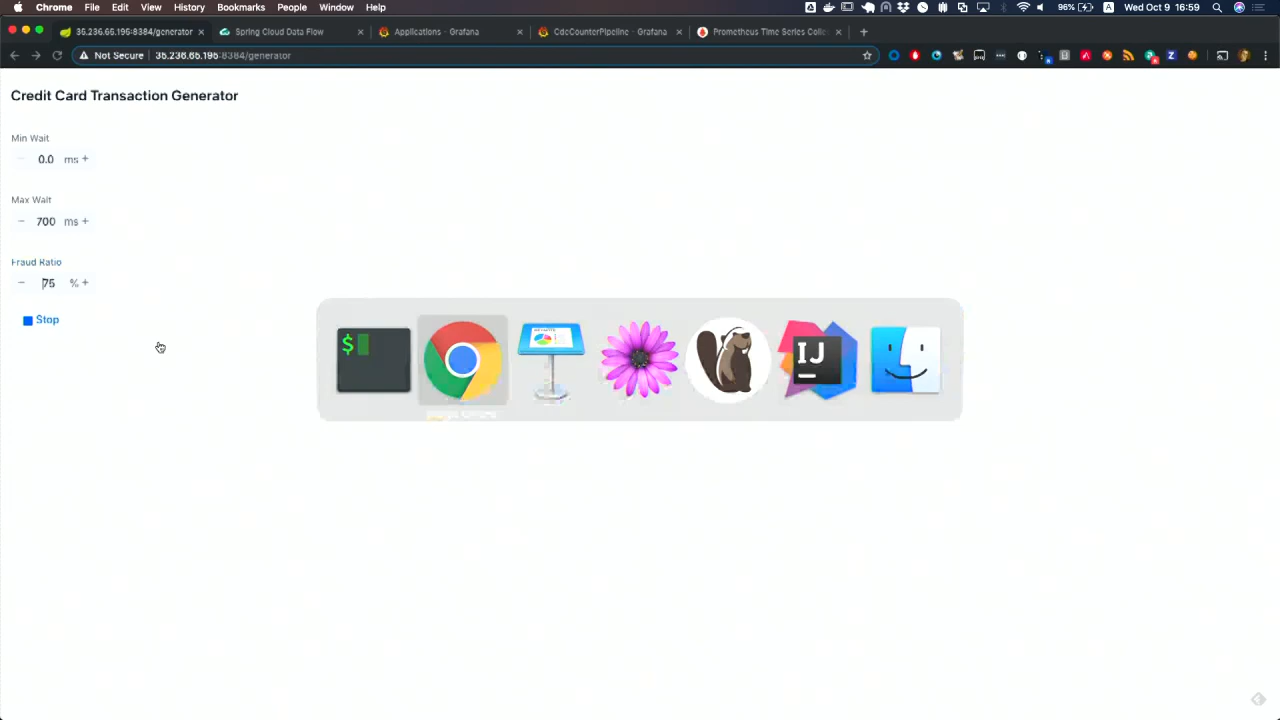 Chrome File Edit View History Bookmarks People Window Help Wed Oct 9 16:59
35.236.65.195:8384/generator Spring Cloud Data Flow Applications - Grafana CdcCounterPipeline - Grafana Prometheus Time Series Colle
Not Secure 35.236.65.195:8384/generator
Credit Card Transaction Generator
Min Wait
− 0.0 ms +
Max Wait
− 700 ms +
Fraud Ratio
− 75 % +
Stop
$
IJ